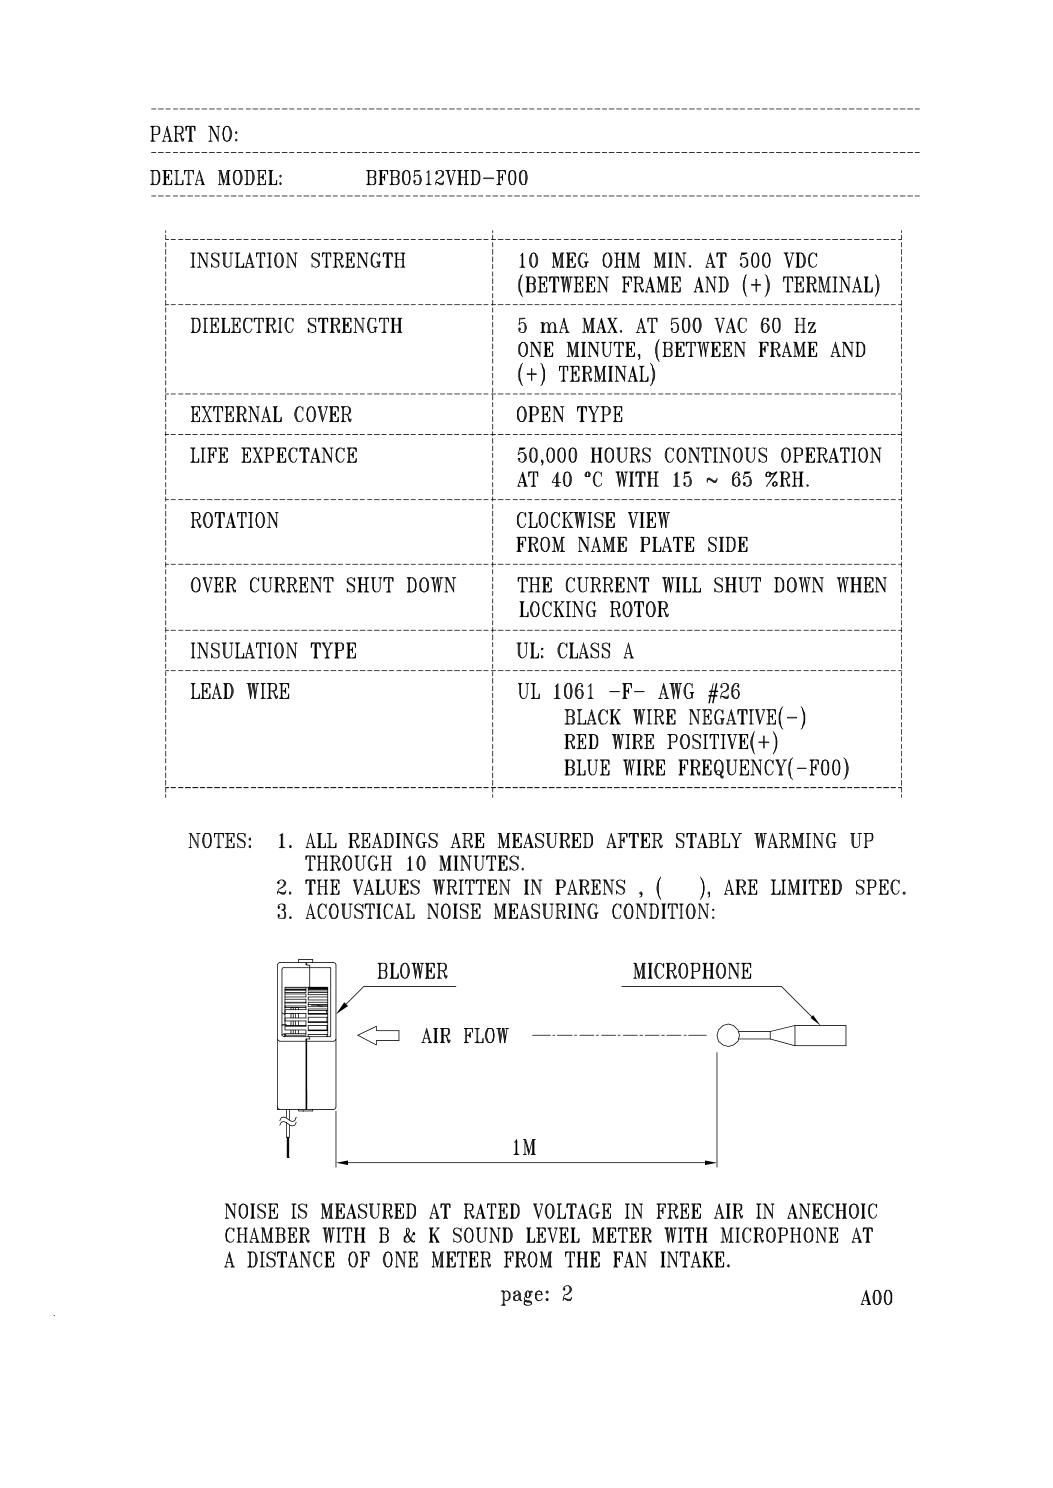 PART NO:
DELTA MODEL: BFB0512VHD-F00
INSULATION STRENGTH 10 MEG OHM MIN. AT 500 VDC
(BETWEEN FRAME AND (+) TERMINAL)
DIELECTRIC STRENGTH 5 mA MAX. AT 500 VAC 60 Hz
ONE MINUTE, (BETWEEN FRAME AND
(+) TERMINAL)
EXTERNAL COVER OPEN TYPE
LIFE EXPECTANCE 50,000 HOURS CONTINOUS OPERATION
AT 40 °C WITH 15 ~ 65 %RH.
ROTATION CLOCKWISE VIEW
FROM NAME PLATE SIDE
OVER CURRENT SHUT DOWN THE CURRENT WILL SHUT DOWN WHEN
LOCKING ROTOR
INSULATION TYPE UL: CLASS A
LEAD WIRE UL 1061 -F- AWG #26
BLACK WIRE NEGATIVE(-)
RED WIRE POSITIVE(+)
BLUE WIRE FREQUENCY(-F00)
NOTES: 1. ALL READINGS ARE MEASURED AFTER STABLY WARMING UP
THROUGH 10 MINUTES.
2. THE VALUES WRITTEN IN PARENS , ( ), ARE LIMITED SPEC.
3. ACOUSTICAL NOISE MEASURING CONDITION:
BLOWER MICROPHONE
AIR FLOW
1M
NOISE IS MEASURED AT RATED VOLTAGE IN FREE AIR IN ANECHOIC
CHAMBER WITH B & K SOUND LEVEL METER WITH MICROPHONE AT
A DISTANCE OF ONE METER FROM THE FAN INTAKE.
page: 2 A00